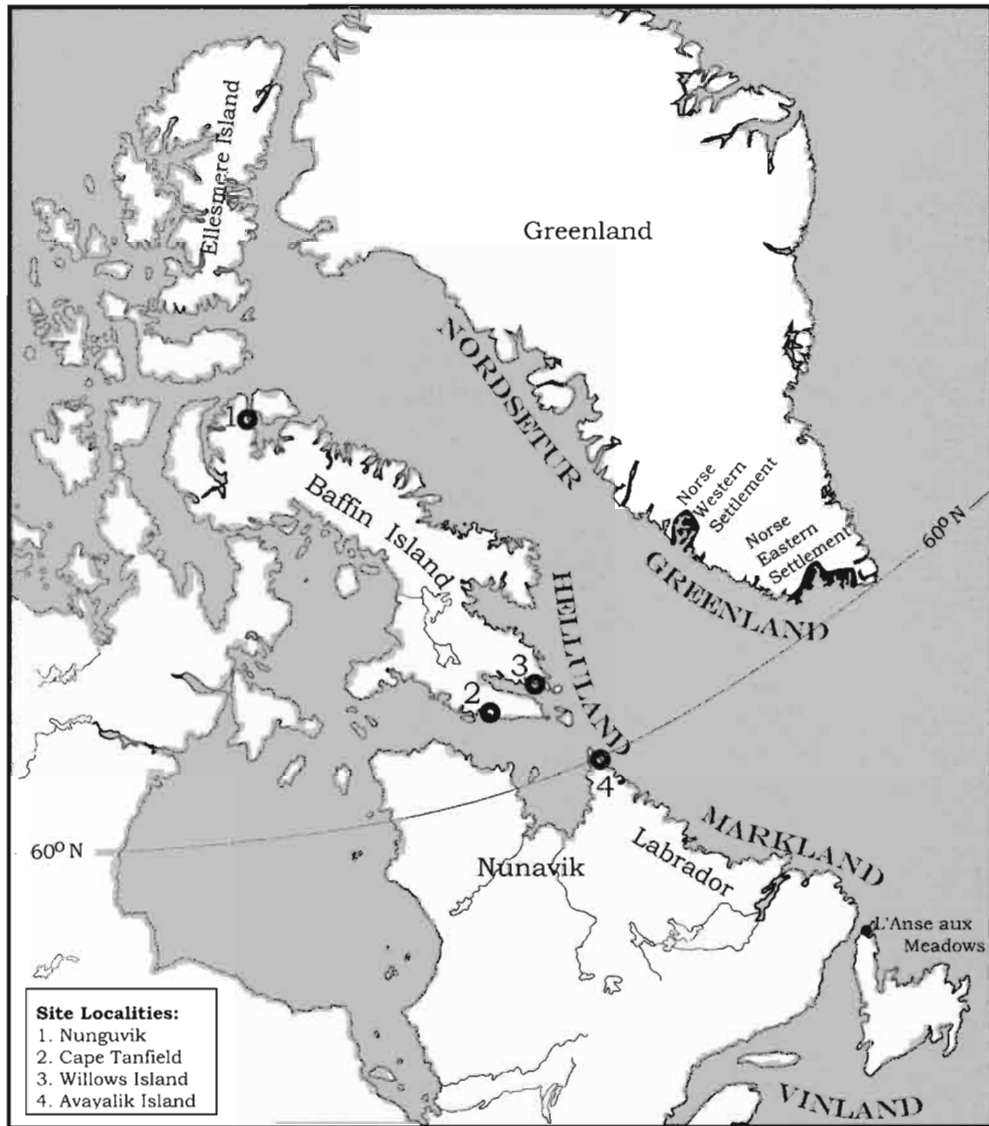 Ellesmere Island
Greenland
NORDSETUR
1
Baffin Island
Norse
Western
Settlement
Norse
Eastern
Settlement
60º N
GREENLAND
HELLULAND
3
2
4
MARKLAND
60º N
Nunavik
Labrador
L'Anse aux
Meadows
Site Localities:
1. Nunguvik
2. Cape Tanfield
3. Willows Island
4. Avayalik Island
VINLAND